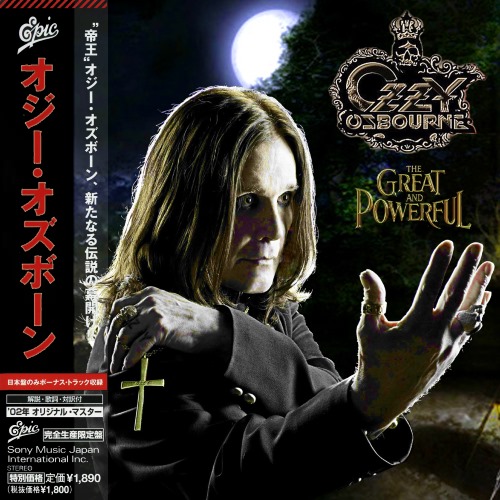 Epic
オジー・オズボーン
"帝王"オジー・オズボーン、新たなる伝説の幕開け
日本盤のみボーナス・トラック収録
解説・歌詞・対訳付
'02年 オリジナル・マスター
Epic 完全生産限定盤
Sony Music Japan
International Inc.
STEREO
特別価格 定価¥1,890
(税抜価格¥1,800)
OZZY
OSBOURNE
THE
GREAT
AND
POWERFUL